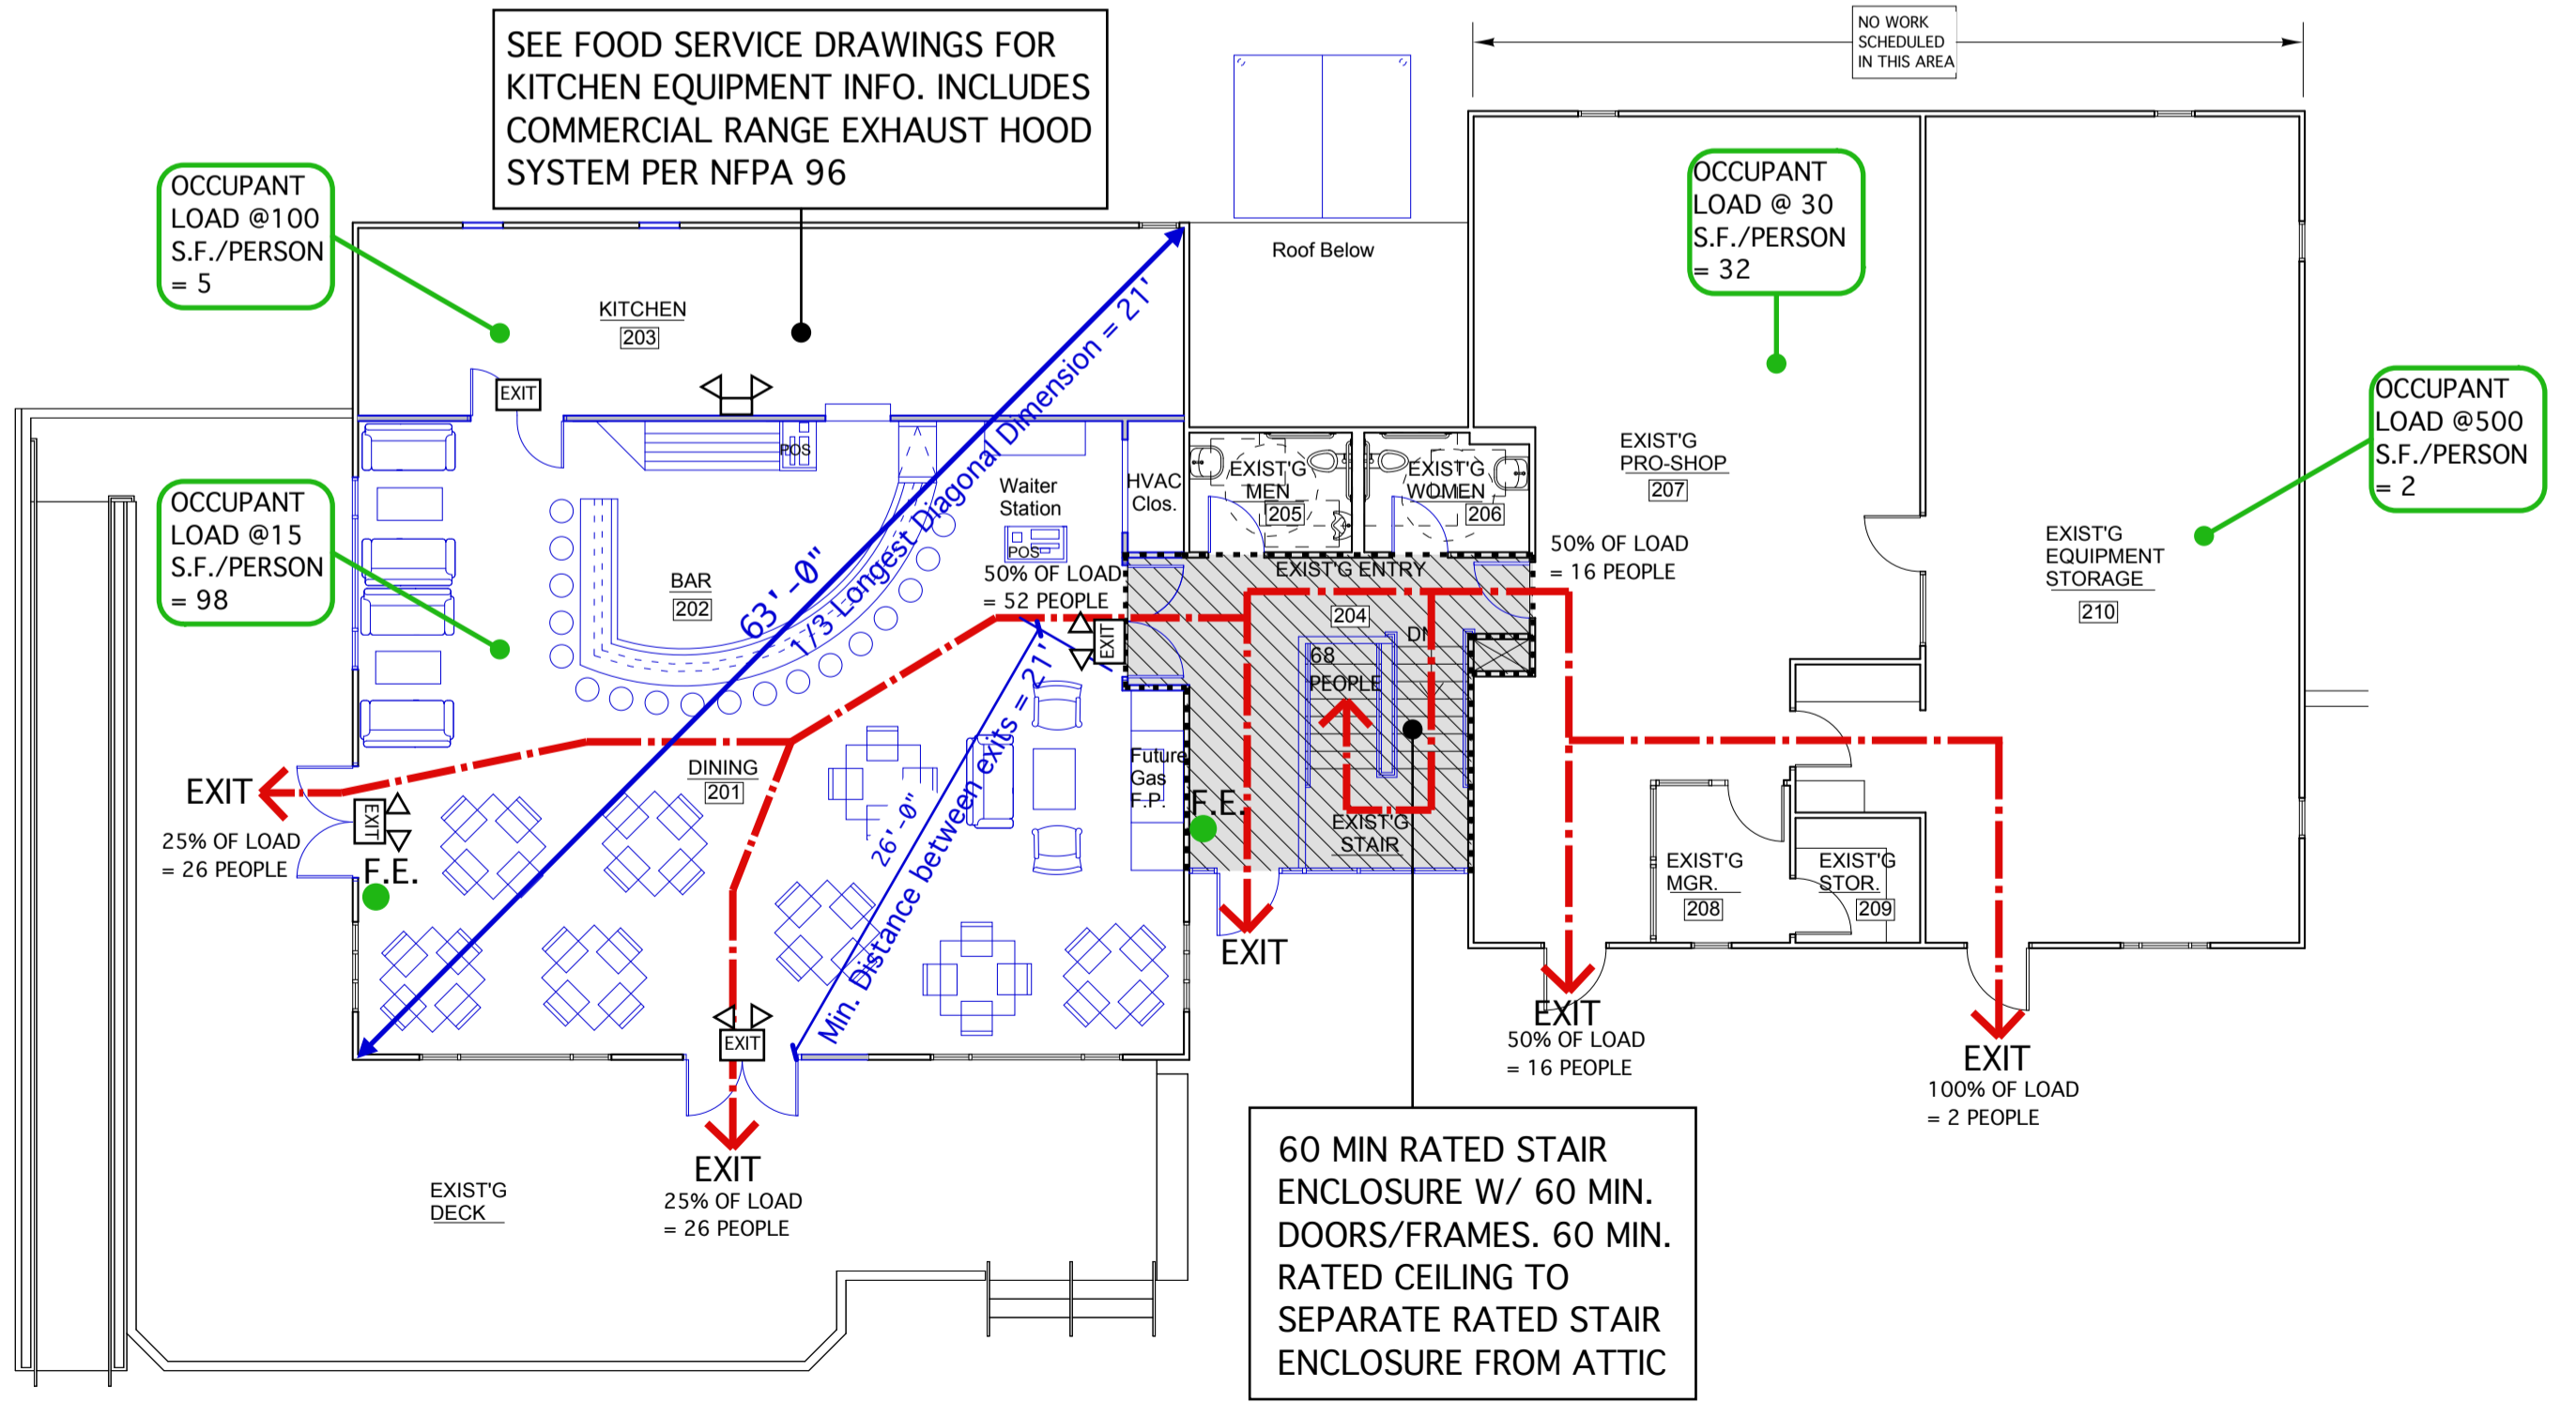 NO WORK
SCHEDULED
IN THIS AREA
SEE FOOD SERVICE DRAWINGS FOR
KITCHEN EQUIPMENT INFO. INCLUDES
COMMERCIAL RANGE EXHAUST HOOD
SYSTEM PER NFPA 96
OCCUPANT
LOAD @100
S.F./PERSON
= 5
OCCUPANT
LOAD @ 30
S.F./PERSON
= 32
Roof Below
KITCHEN
203
EXIT
OCCUPANT
LOAD @500
S.F./PERSON
= 2
OCCUPANT
LOAD @15
S.F./PERSON
= 98
POS
63'-0"
1/3 Longest Diagonal Dimension = 21'
Waiter
Station
POS
HVAC
Clos.
EXIST'G
MEN
205
EXIST'G
WOMEN
206
EXIST'G
PRO-SHOP
207
EXIST'G
EQUIPMENT
STORAGE
210
BAR
202
50% OF LOAD
= 52 PEOPLE
EXIT
EXIST'G ENTRY
204
DN
68
PEOPLE
50% OF LOAD
= 16 PEOPLE
EXIT
25% OF LOAD
= 26 PEOPLE
EXIT
F.E.
DINING
201
26'-0"
Min. Distance between exits = 21'
Future
Gas
F.P.
F.E.
EXIST'G
STAIR
EXIST'G
MGR.
208
EXIST'G
STOR.
209
EXIT
EXIT
EXIT
50% OF LOAD
= 16 PEOPLE
EXIT
100% OF LOAD
= 2 PEOPLE
EXIT
25% OF LOAD
= 26 PEOPLE
EXIST'G
DECK
60 MIN RATED STAIR
ENCLOSURE W/ 60 MIN.
DOORS/FRAMES. 60 MIN.
RATED CEILING TO
SEPARATE RATED STAIR
ENCLOSURE FROM ATTIC